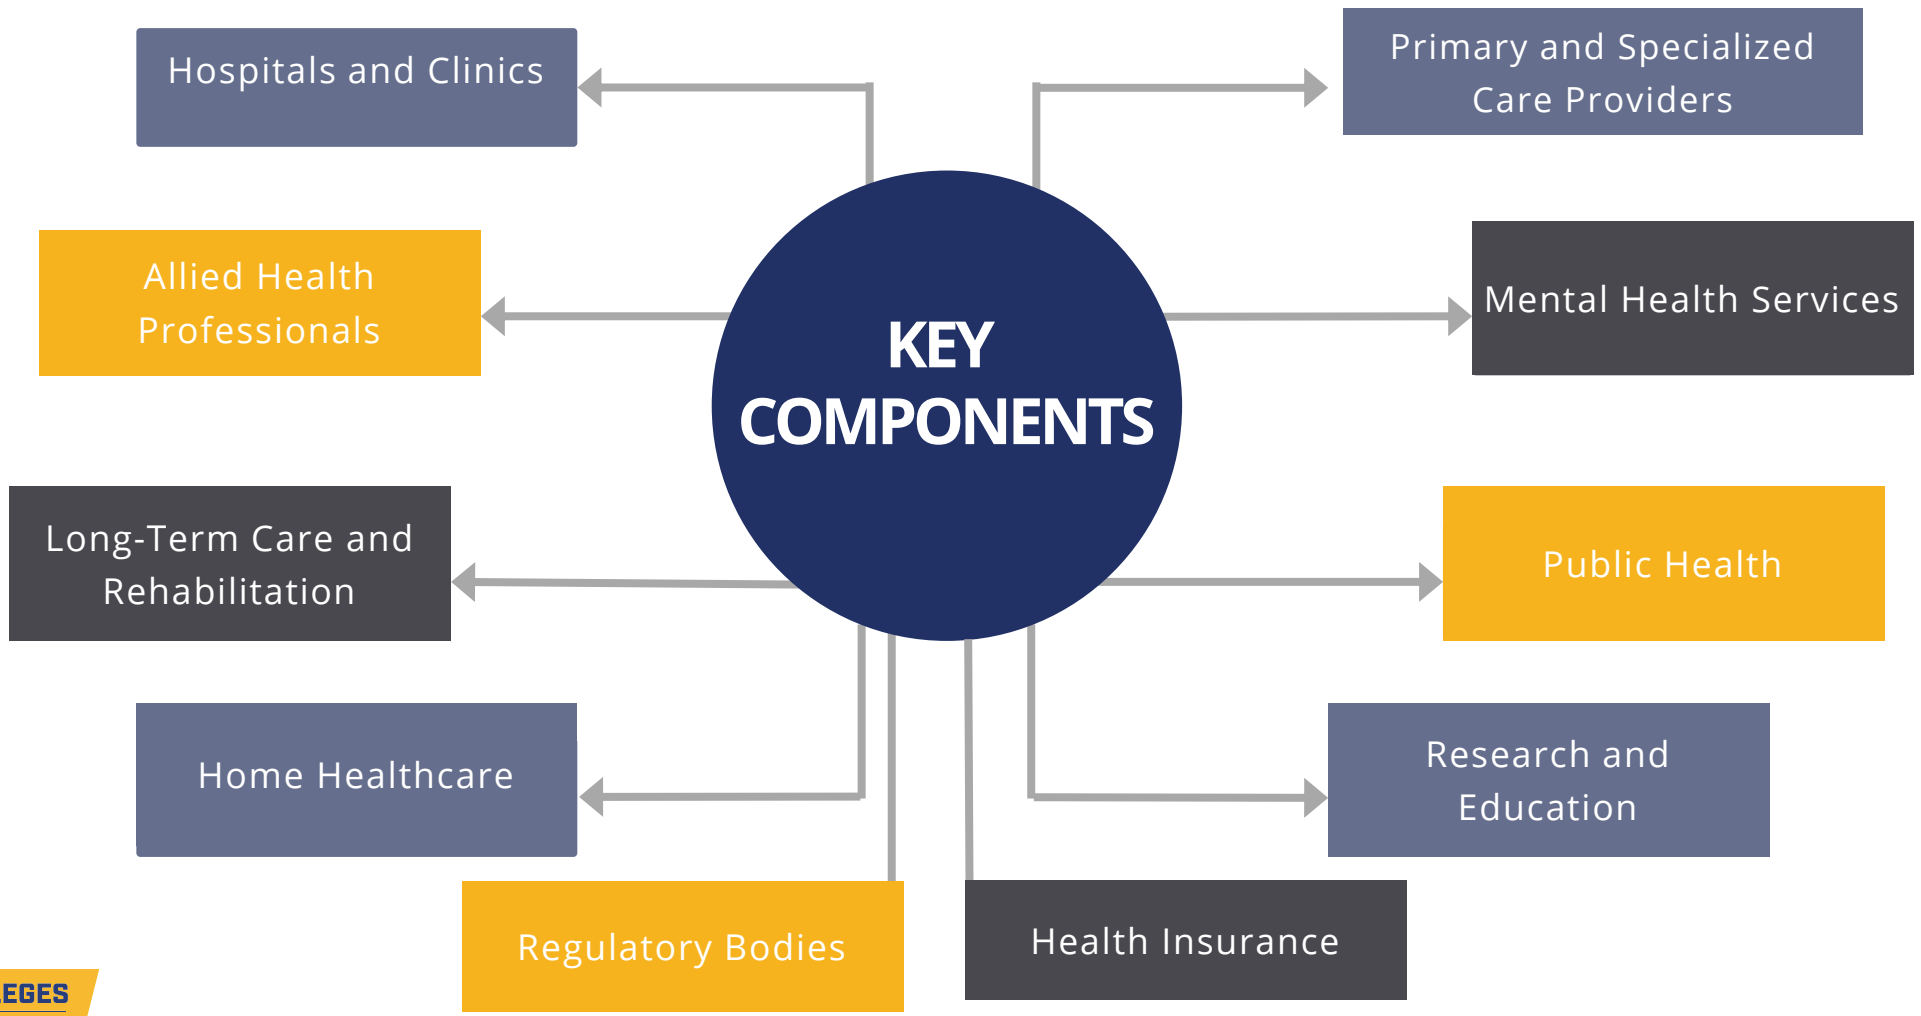 Hospitals and Clinics
Primary and Specialized
Care Providers
Allied Health
Professionals
Mental Health Services
KEY
COMPONENTS
Long-Term Care and
Rehabilitation
Public Health
Home Healthcare
Research and
Education
Regulatory Bodies
Health Insurance